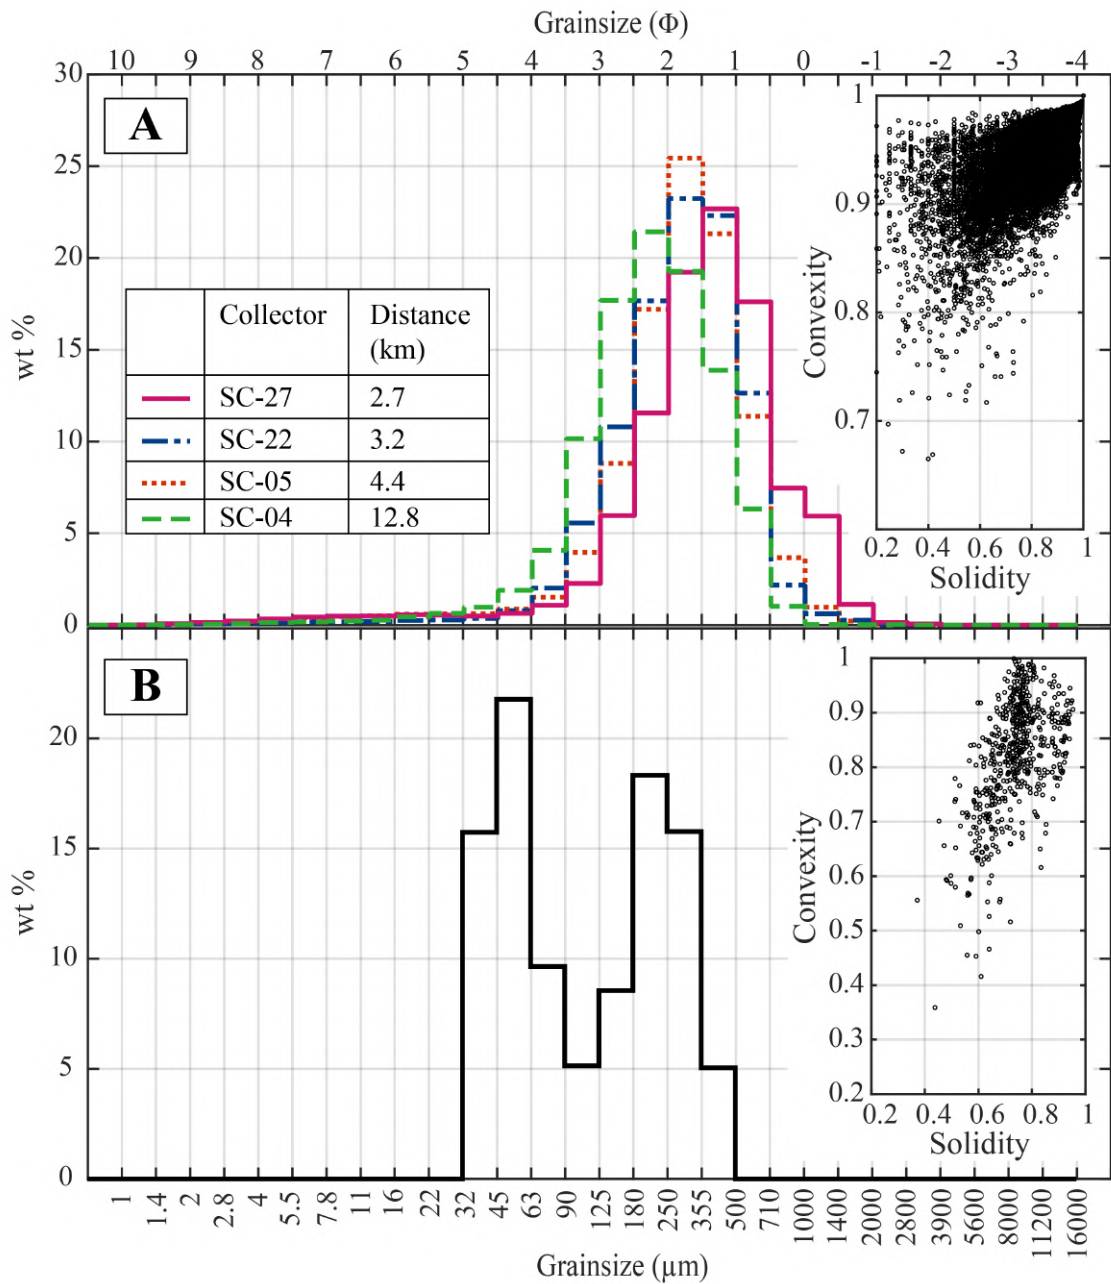 Grainsize (Φ)
10 9 8 7 6 5 4 3 2 1 0 -1 -2 -3 -4
A
wt %
30
25
20
15
10
5
0
Collector Distance
(km)
SC-27 2.7
SC-22 3.2
SC-05 4.4
SC-04 12.8
Convexity
1
0.9
0.8
0.7
0.2 0.4 0.6 0.8 1
Solidity
B
wt %
20
15
10
5
0
Convexity
1
0.9
0.8
0.7
0.6
0.5
0.4
0.3
0.2
0.2 0.4 0.6 0.8 1
Solidity
1 1.4 2 2.8 4 5.5 7.8 11 16 22 32 45 63 90 125 180 250 355 500 710 1000 1400 2000 2800 3900 5600 8000 11200 16000
Grainsize (µm)